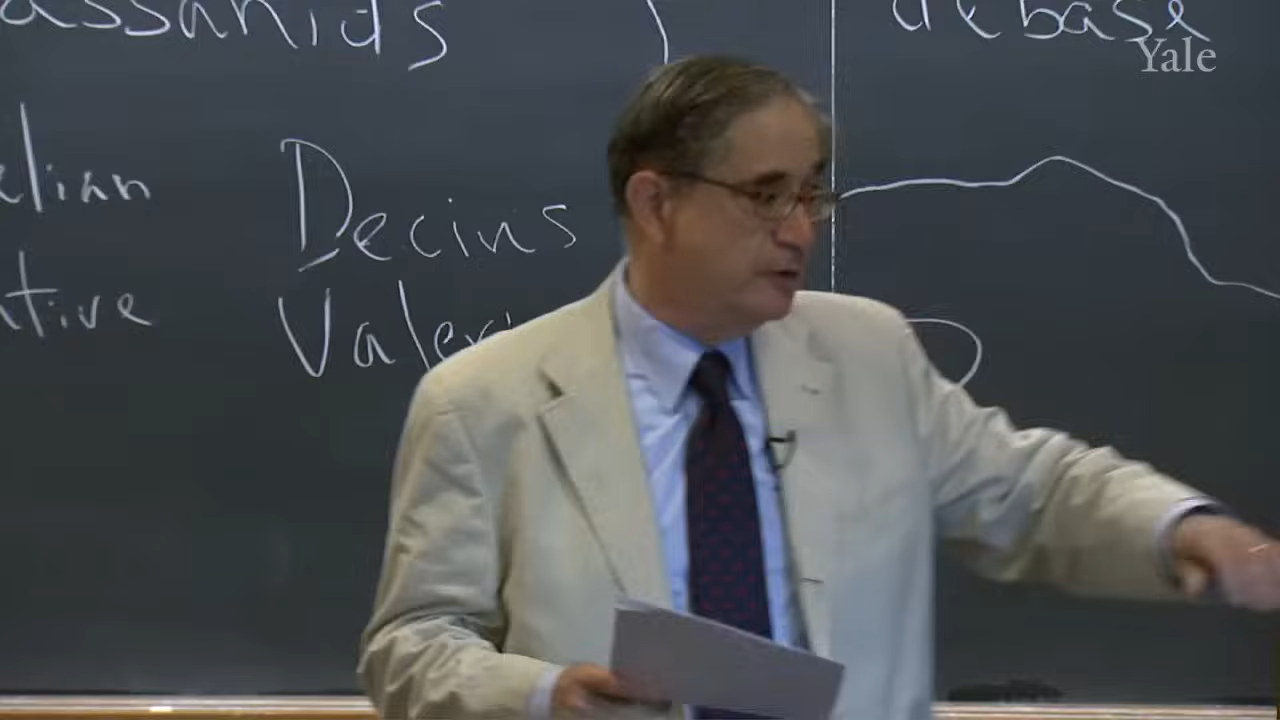 assanids
debase
Yale
elian
Decius
ative
Valeri